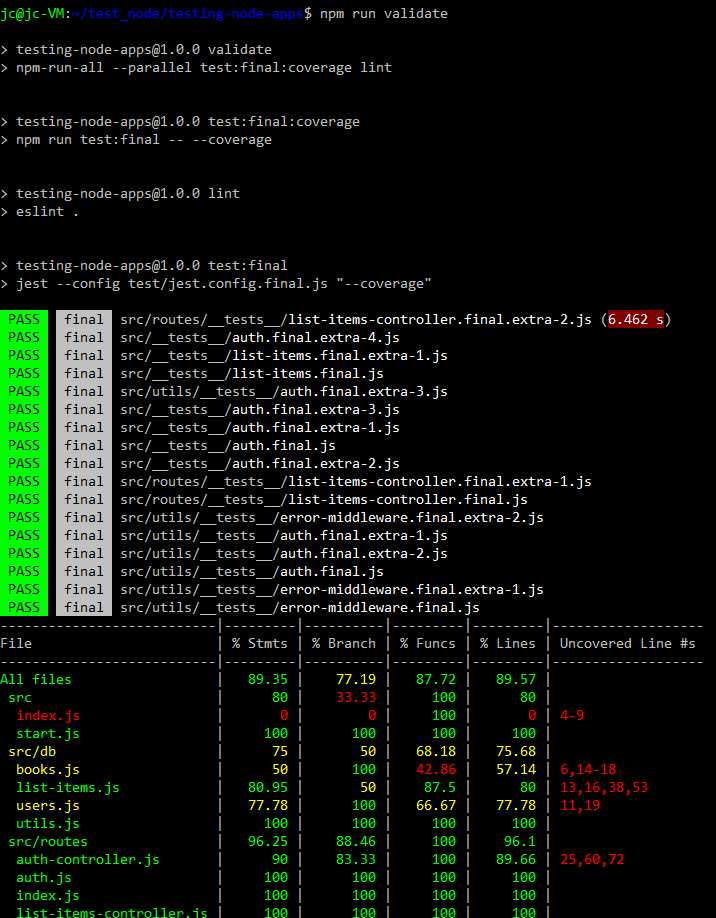 jc@jc-VM:~/test_node/testing-node-apps$ npm run validate
> testing-node-apps@1.0.0 validate
> npm-run-all --parallel test:final:coverage lint
> testing-node-apps@1.0.0 test:final:coverage
> npm run test:final -- --coverage
> testing-node-apps@1.0.0 lint
> eslint .
> testing-node-apps@1.0.0 test:final
> jest --config test/jest.config.final.js "--coverage"
PASS final src/routes/__tests__/list-items-controller.final.extra-2.js (6.462 s)
PASS final src/__tests__/auth.final.extra-4.js
PASS final src/__tests__/list-items.final.extra-1.js
PASS final src/__tests__/list-items.final.js
PASS final src/utils/__tests__/auth.final.extra-3.js
PASS final src/__tests__/auth.final.extra-3.js
PASS final src/__tests__/auth.final.extra-1.js
PASS final src/__tests__/auth.final.js
PASS final src/__tests__/auth.final.extra-2.js
PASS final src/routes/__tests__/list-items-controller.final.extra-1.js
PASS final src/routes/__tests__/list-items-controller.final.js
PASS final src/utils/__tests__/error-middleware.final.extra-2.js
PASS final src/utils/__tests__/auth.final.extra-1.js
PASS final src/utils/__tests__/auth.final.extra-2.js
PASS final src/utils/__tests__/auth.final.js
PASS final src/utils/__tests__/error-middleware.final.extra-1.js
PASS final src/utils/__tests__/error-middleware.final.js
---------------------------|---------|----------|---------|---------|-------------------
File | % Stmts | % Branch | % Funcs | % Lines | Uncovered Line #s
---------------------------|---------|----------|---------|---------|-------------------
All files | 89.35 | 77.19 | 87.72 | 89.57 |
src | 80 | 33.33 | 100 | 80 |
index.js | 0 | 0 | 100 | 0 | 4-9
start.js | 100 | 100 | 100 | 100 |
src/db | 75 | 50 | 68.18 | 75.68 |
books.js | 50 | 100 | 42.86 | 57.14 | 6,14-18
list-items.js | 80.95 | 50 | 87.5 | 80 | 13,16,38,53
users.js | 77.78 | 100 | 66.67 | 77.78 | 11,19
utils.js | 100 | 100 | 100 | 100 |
src/routes | 96.25 | 88.46 | 100 | 96.1 |
auth-controller.js | 90 | 83.33 | 100 | 89.66 | 25,60,72
auth.js | 100 | 100 | 100 | 100 |
index.js | 100 | 100 | 100 | 100 |
list-items-controller.js | 100 | 100 | 100 | 100 |